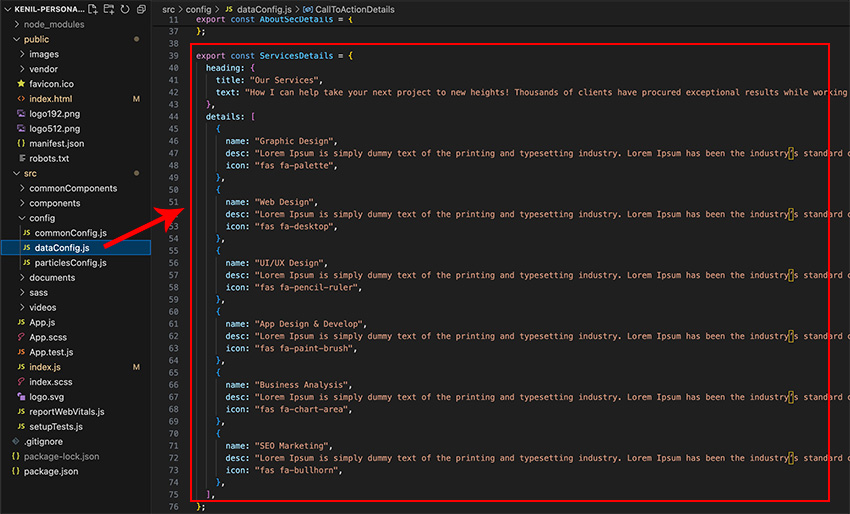 KENIL-PERSONA...
node_modules
public
images
vendor
favicon.ico
index.html M
logo192.png
logo512.png
manifest.json
robots.txt
src
commonComponents
components
config
JS commonConfig.js
JS dataConfig.js
JS particlesConfig.js
documents
sass
videos
JS App.js
App.scss
JS App.test.js
JS index.js M
index.scss
logo.svg
JS reportWebVitals.js
JS setupTests.js
.gitignore
package-lock.json
package.json
src > config > JS dataConfig.js > CallToActionDetails
11 export const AboutSecDetails = {
37 };
38
39 export const ServicesDetails = {
40 heading: {
41 title: "Our Services",
42 text: "How I can help take your next project to new heights! Thousands of clients have procured exceptional results while working
43 },
44 details: [
45 {
46 name: "Graphic Design",
47 desc: "Lorem Ipsum is simply dummy text of the printing and typesetting industry. Lorem Ipsum has been the industry's standard
48 icon: "fas fa-palette",
49 },
50 {
51 name: "Web Design",
desc: "Lorem Ipsum is simply dummy text of the printing and typesetting industry. Lorem Ipsum has been the industry's standard
53 icon: "fas fa-desktop",
54 },
55 {
56 name: "UI/UX Design",
57 desc: "Lorem Ipsum is simply dummy text of the printing and typesetting industry. Lorem Ipsum has been the industry's standard
58 icon: "fas fa-pencil-ruler",
59 },
60 {
61 name: "App Design & Develop",
62 desc: "Lorem Ipsum is simply dummy text of the printing and typesetting industry. Lorem Ipsum has been the industry's standard
63 icon: "fas fa-paint-brush",
64 },
65 {
66 name: "Business Analysis",
67 desc: "Lorem Ipsum is simply dummy text of the printing and typesetting industry. Lorem Ipsum has been the industry's standard
68 icon: "fas fa-chart-area",
69 },
70 {
71 name: "SEO Marketing",
72 desc: "Lorem Ipsum is simply dummy text of the printing and typesetting industry. Lorem Ipsum has been the industry's standard
73 icon: "fas fa-bullhorn",
74 },
75 ],
76 };